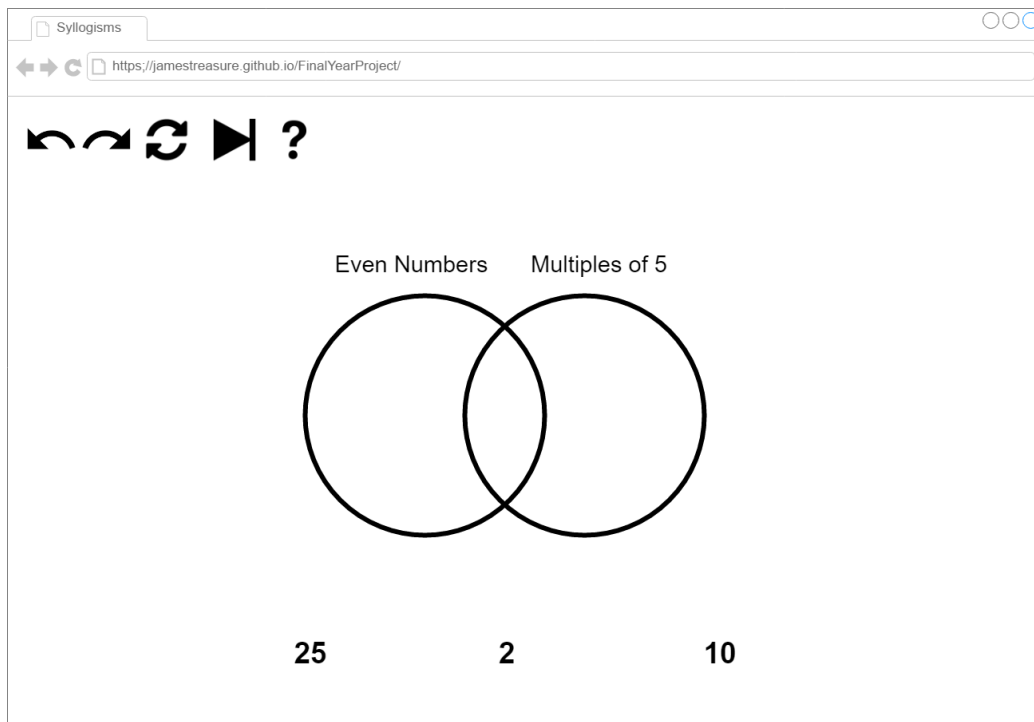 Syllogisms
https;//jamestreasure.github.io/FinalYearProject/
?
Even Numbers Multiples of 5
25 2 10